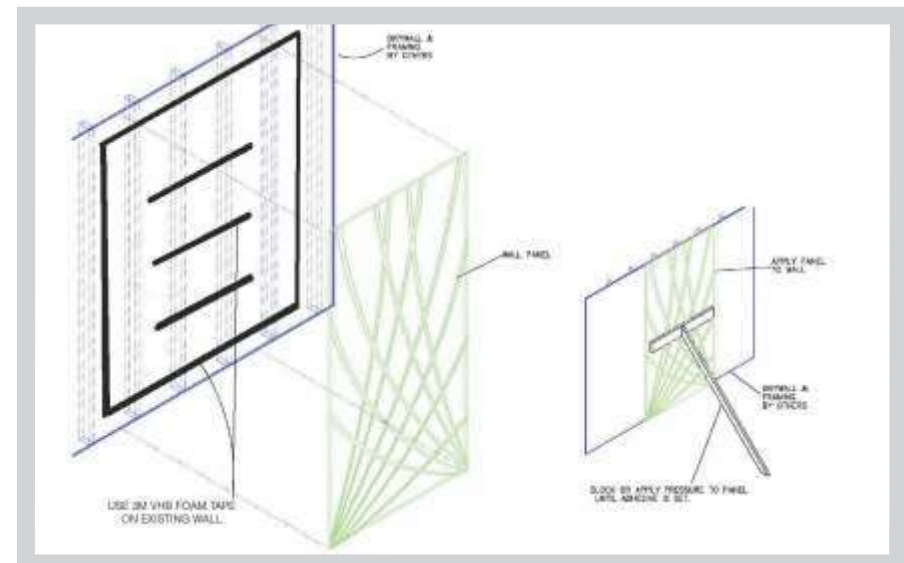 DRYWALL &
FRAMING
BY OTHERS
WALL PANEL
USE 3M VHB FOAM TAPE
ON EXISTING WALL
APPLY PANEL
TO WALL
DRYWALL &
FRAMING
BY OTHERS
BLOCK OR APPLY PRESSURE TO PANEL
UNTIL ADHESIVE IS SET.